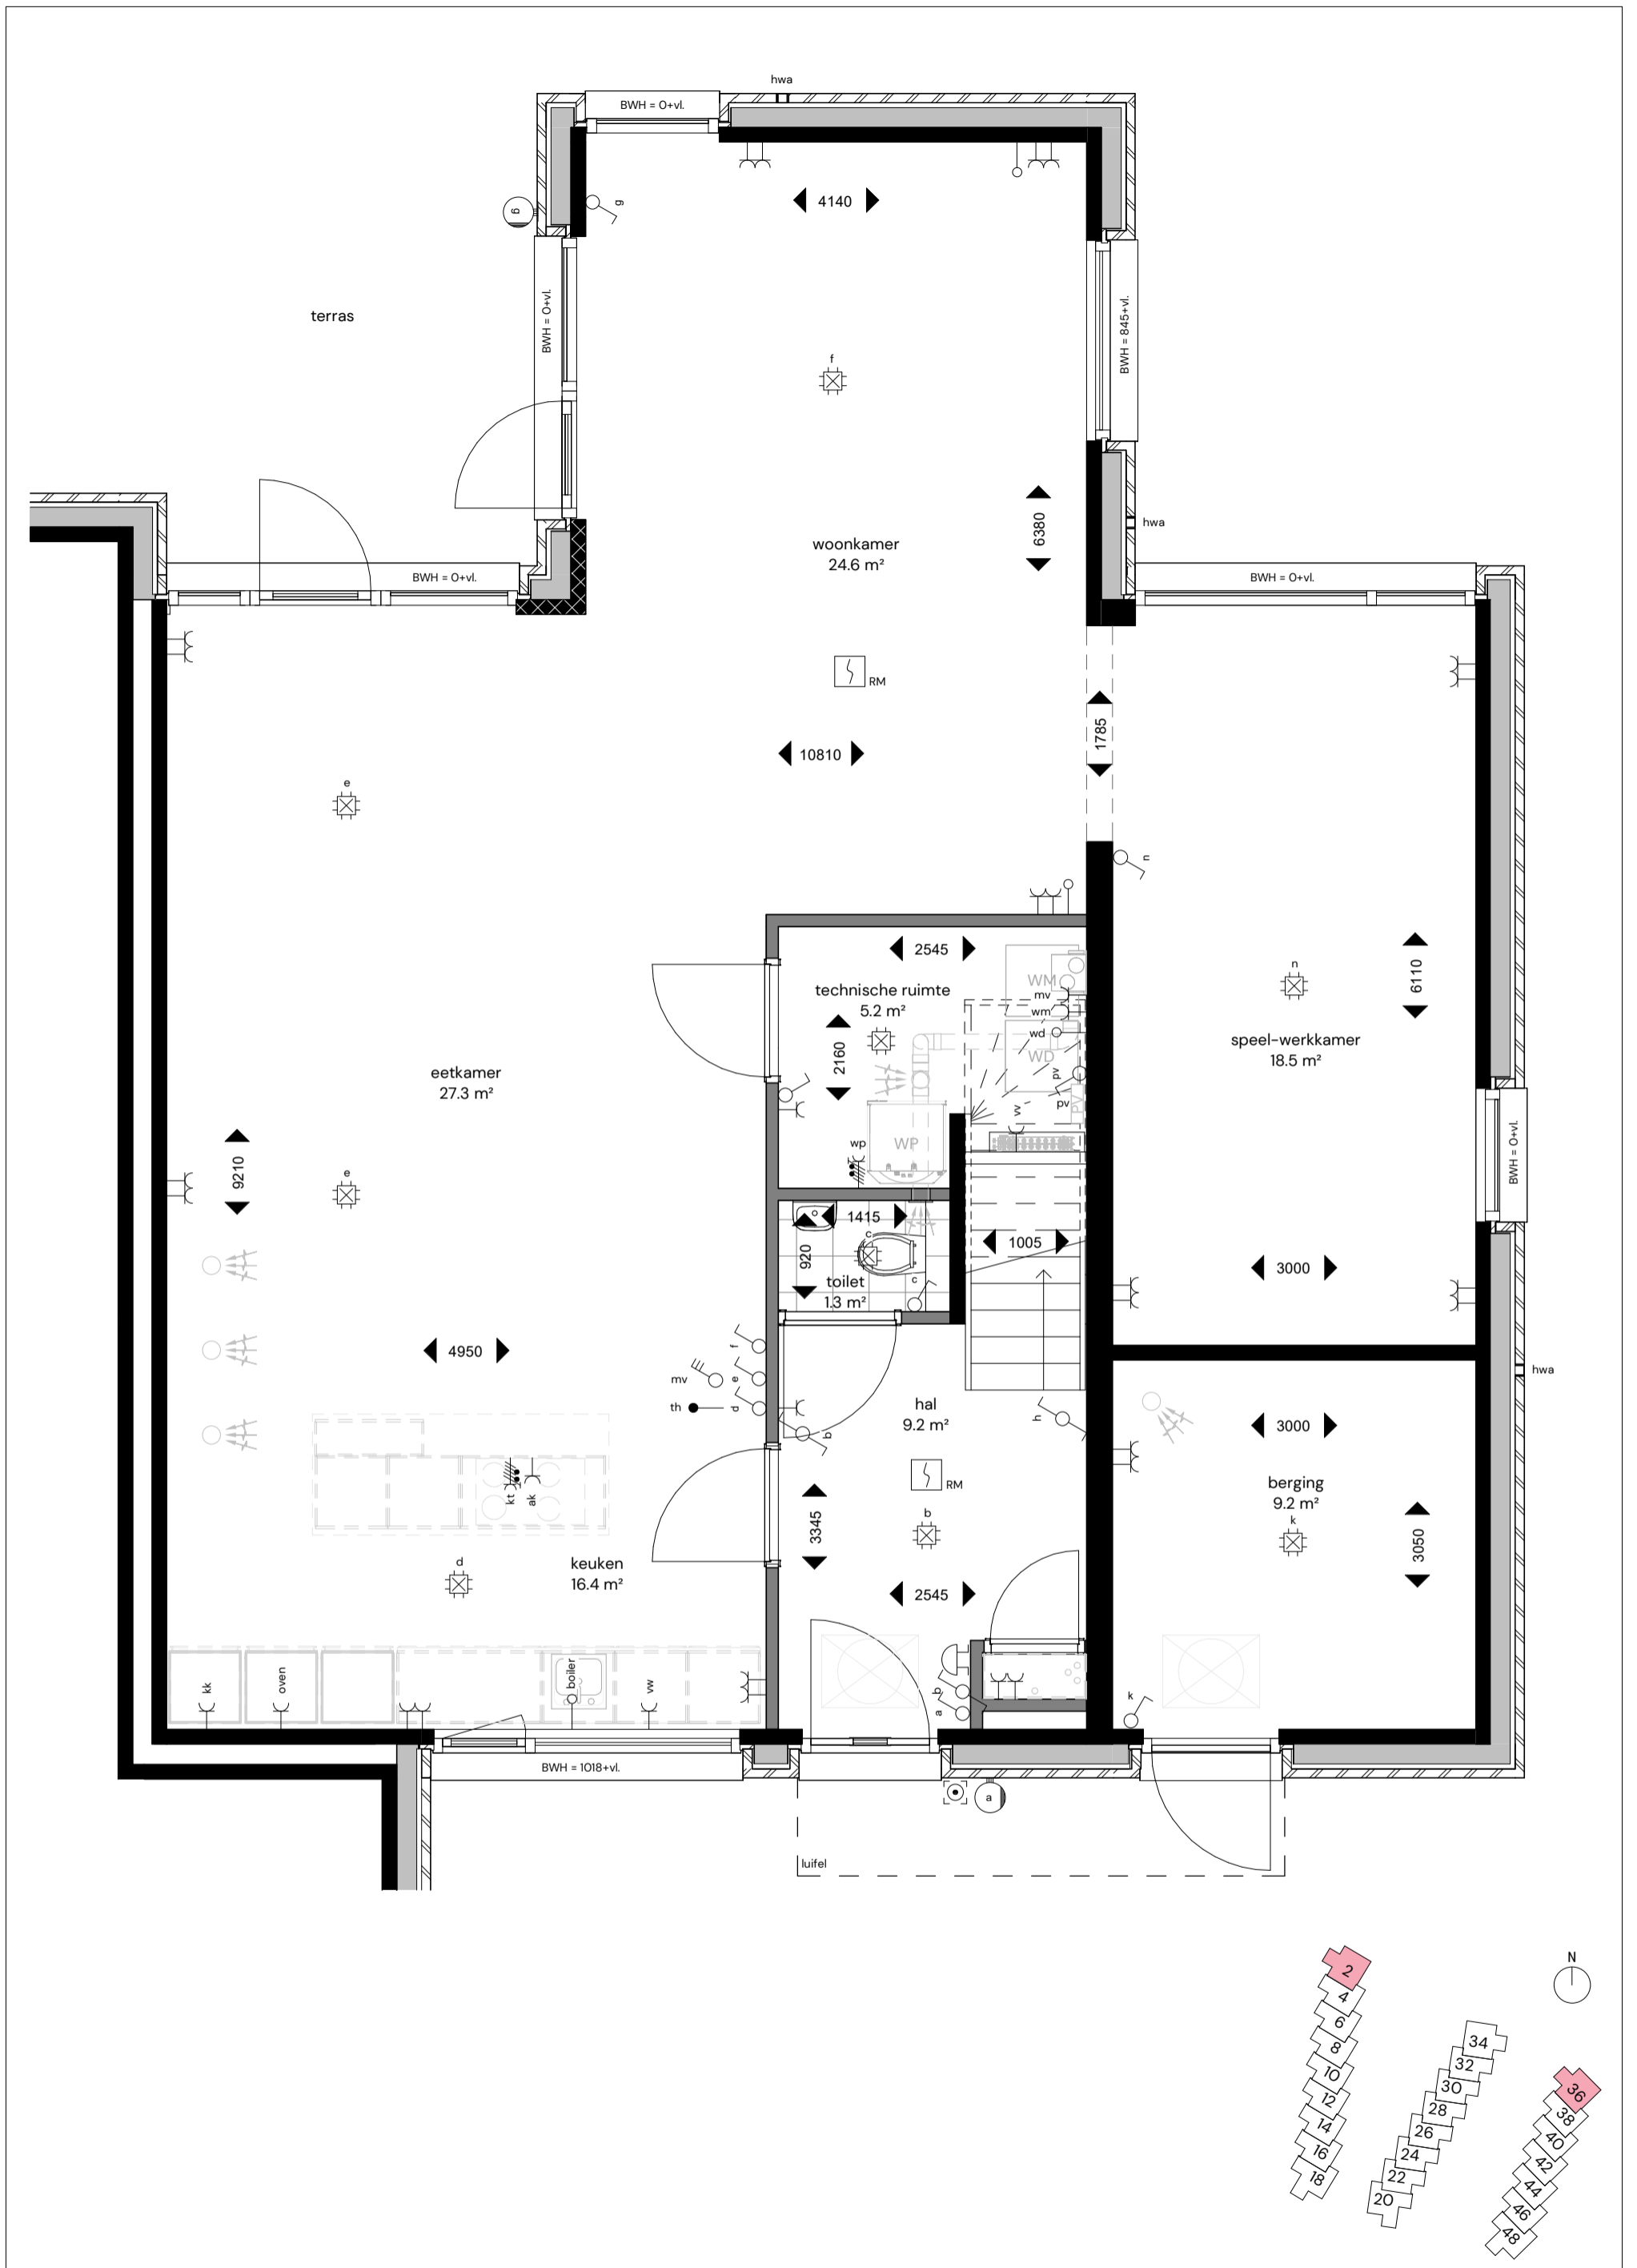 hwa
BWH = 0+vl.
4140
g
g
BWH = 0+vl.
BWH = 845+vl.
terras
f
hwa
6380
woonkamer
24.6 m²
BWH = 0+vl.
BWH = 0+vl.
RM
1785
10810
e
n
2545
WM
technische ruimte
5.2 m²
mv
wm
wd
WD
2160
n
6110
speel-werkkamer
18.5 m²
eetkamer
27.3 m²
pv
pv
PV
vv
wp
WP
9210
e
BWH = 0+vl.
1415
c
920
toilet
1.3 m²
c
1005
3000
4950
f
mv
e
th
d
b
hal
9.2 m²
h
hwa
3000
RM
berging
9.2 m²
k
3050
kt
ak
3345
b
keuken
16.4 m²
d
2545
kk
oven
boiler
vw
b
a
k
BWH = 1018+vl.
a
luifel
N
2
4
6
8
10
12
14
16
18
34
32
30
28
26
24
22
20
36
38
40
42
44
46
48